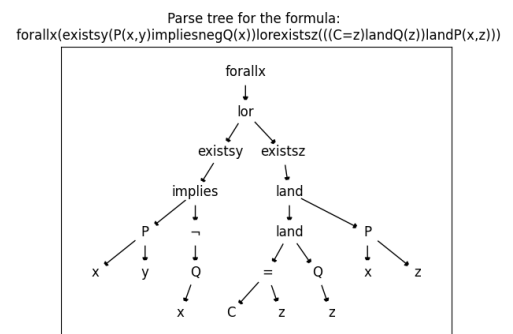 Parse tree for the formula:
forallx(existsy(P(x,y)impliesnegQ(x))lorexistsz(((C=z)landQ(z))landP(x,z)))
forallx
lor
existsy existsz
implies land
P ¬ land P
x y Q = Q x z
x C z z